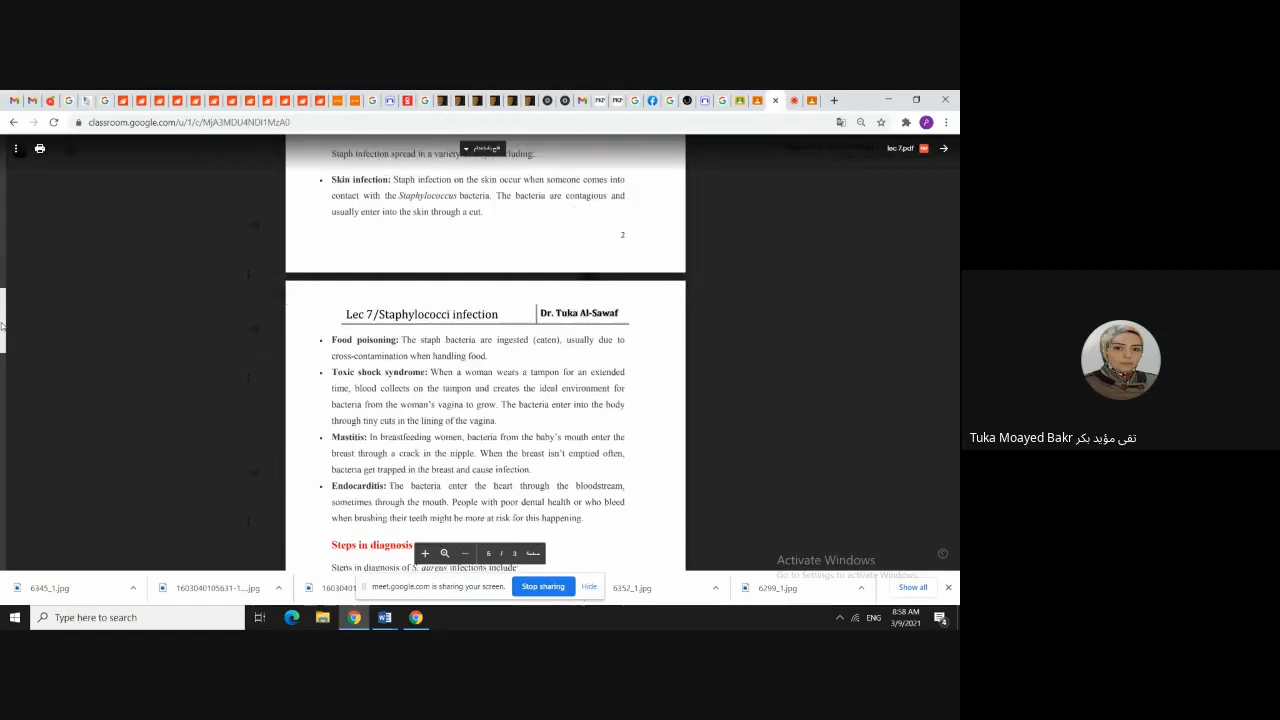 PKP PKP
classroom.google.com/u/1/c/MjA3MDU4NDI1MzA0
lec 7.pdf
Staph infection spread in a variety
Skin infection: Staph infection on the skin occur when someone comes into
contact with the Staphylococcus bacteria. The bacteria are contagious and
usually enter into the skin through a cut.
2
Lec 7/Staphylococci infection
Dr. Tuka Al-Sawaf
Food poisoning: The staph bacteria are ingested (eaten), usually due to
cross-contamination when handling food.
Toxic shock syndrome: When a woman wears a tampon for an extended
time, blood collects on the tampon and creates the ideal environment for
bacteria from the woman's vagina to grow. The bacteria enter into the body
through tiny cuts in the lining of the vagina.
Mastitis: In breastfeeding women, bacteria from the baby's mouth enter the
breast through a crack in the nipple. When the breast isn't emptied often,
bacteria get trapped in the breast and cause infection.
Endocarditis: The bacteria enter the heart through the bloodstream,
sometimes through the mouth. People with poor dental health or who bleed
when brushing their teeth might be more at risk for this happening.
Steps in diagnosis
صفحة 3 / 5
Steps in diagnosis of S. aureus infections include:
Activate Windows
Go to Settings to activate Windows.
6345_1.jpg
1603040105631-1....jpg
1603040
meet.google.com is sharing your screen.
Stop sharing
Hide
6352_1.jpg
6299_1.jpg
Show all
Type here to search
ENG
8:58 AM
3/9/2021
4
Tuka Moayed Bakr تقى مؤيد بكر